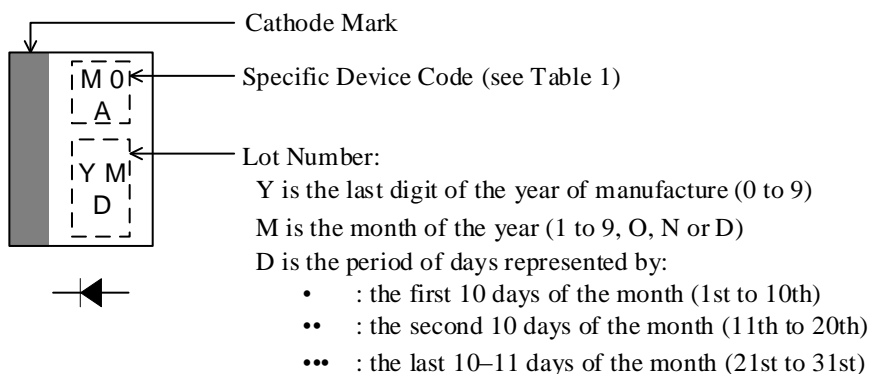 Cathode Mark
M 0
A
Specific Device Code (see Table 1)
Y M
D
Lot Number:
Y is the last digit of the year of manufacture (0 to 9)
M is the month of the year (1 to 9, O, N or D)
D is the period of days represented by:
• : the first 10 days of the month (1st to 10th)
•• : the second 10 days of the month (11th to 20th)
••• : the last 10–11 days of the month (21st to 31st)